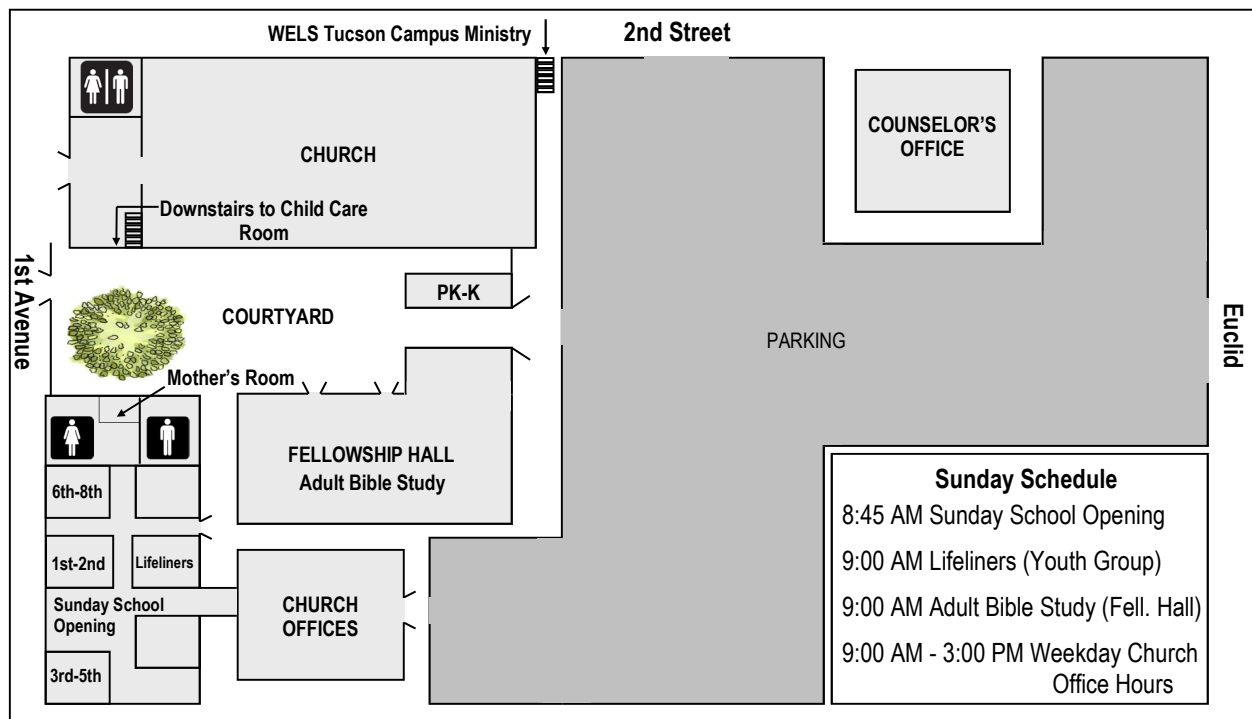 WELS Tucson Campus Ministry
2nd Street
CHURCH
COUNSELOR'S
OFFICE
Downstairs to Child Care
Room
1st Avenue
PK-K
COURTYARD
PARKING
Euclid
Mother's Room
FELLOWSHIP HALL
Adult Bible Study
6th-8th
1st-2nd
Lifeliners
Sunday School
Opening
CHURCH
OFFICES
3rd-5th
Sunday Schedule
8:45 AM Sunday School Opening
9:00 AM Lifeliners (Youth Group)
9:00 AM Adult Bible Study (Fell. Hall)
9:00 AM - 3:00 PM Weekday Church
Office Hours